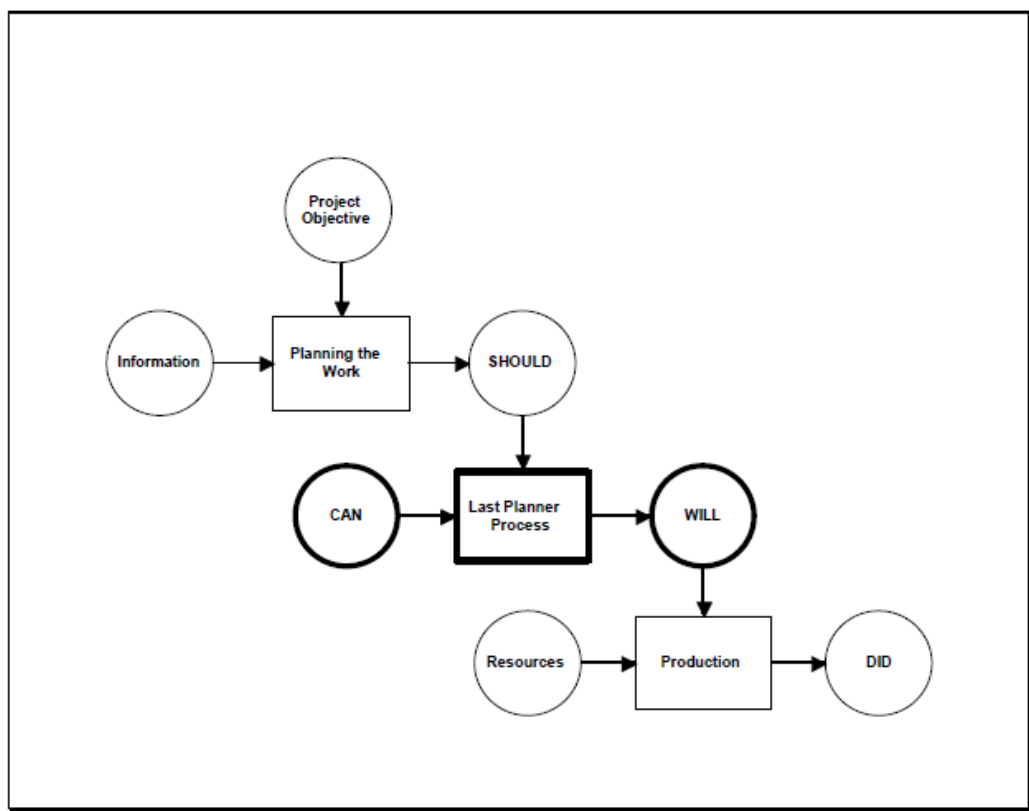 Project
Objective
Information
Planning the
Work
SHOULD
CAN
Last Planner
Process
WILL
Resources
Production
DID